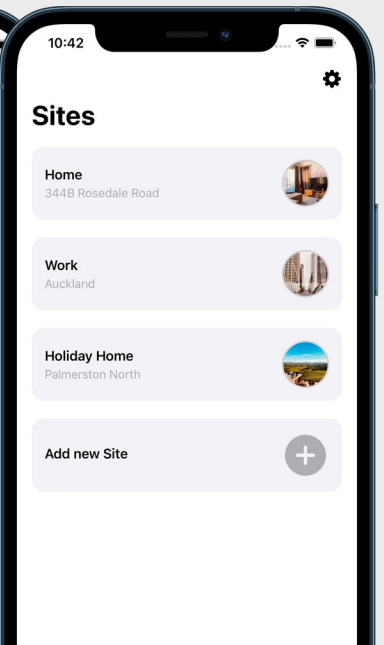 10:42
Sites
Home
344B Rosedale Road
Work
Auckland
Holiday Home
Palmerston North
Add new Site